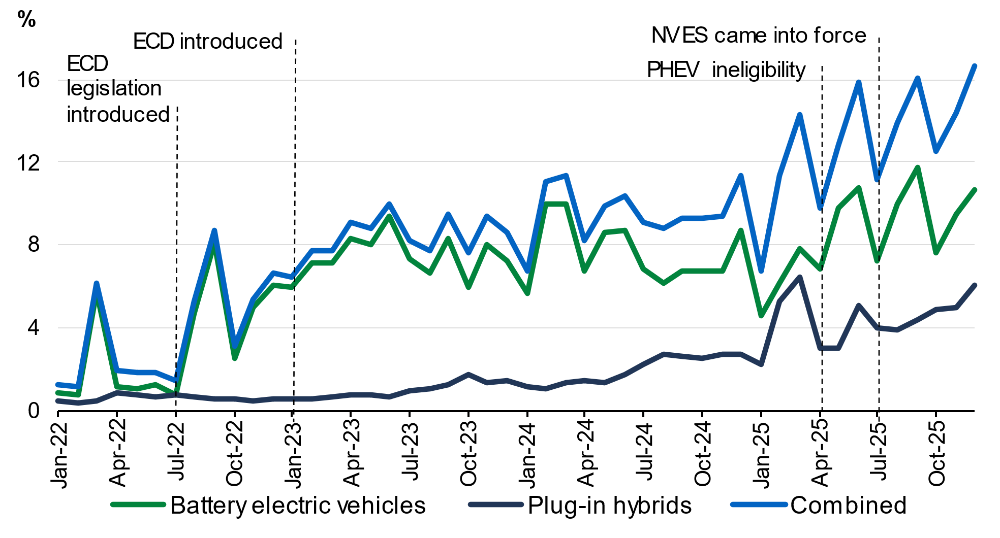 %
ECD introduced
NVES came into force
ECD
legislation
introduced
PHEV ineligibility
16
12
8
4
0
Jan-22
Apr-22
Jul-22
Oct-22
Jan-23
Apr-23
Jul-23
Oct-23
Jan-24
Apr-24
Jul-24
Oct-24
Jan-25
Apr-25
Jul-25
Oct-25
Battery electric vehicles
Plug-in hybrids
Combined